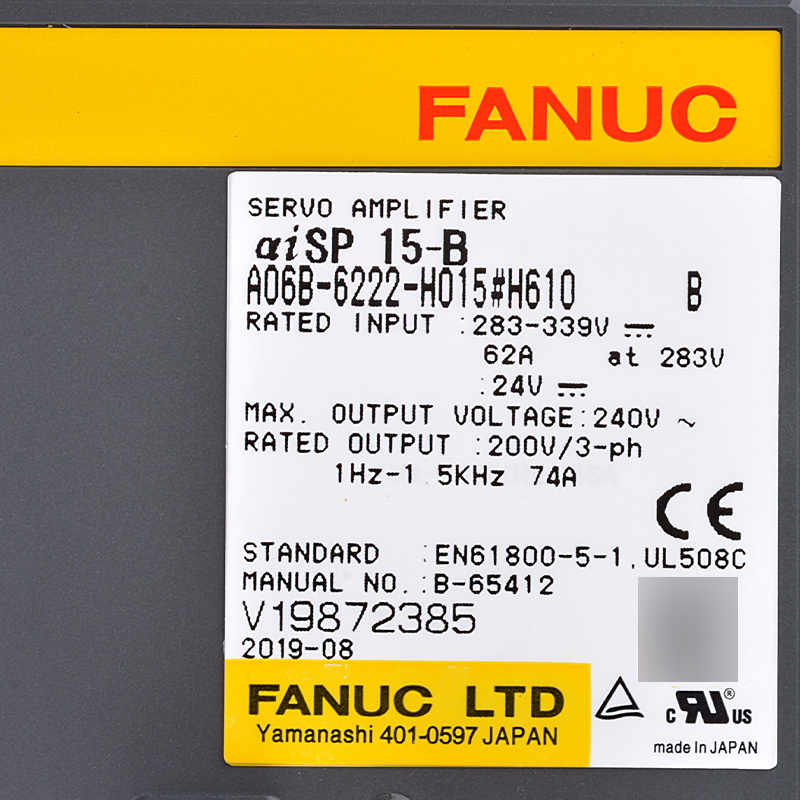 FANUC
SERVO AMPLIFIER
αiSP 15-B
A06B-6222-H015#H610 B
RATED INPUT :283-339V ⎓
62A at 283V
:24V ⎓
MAX. OUTPUT VOLTAGE:240V ~
RATED OUTPUT :200V/3-ph
1Hz-1.5KHz 74A
CE
STANDARD :EN61800-5-1,UL508C
MANUAL NO.:B-65412
V19872385
2019-08
FANUC LTD
Yamanashi 401-0597 JAPAN
c RU® US
made in JAPAN